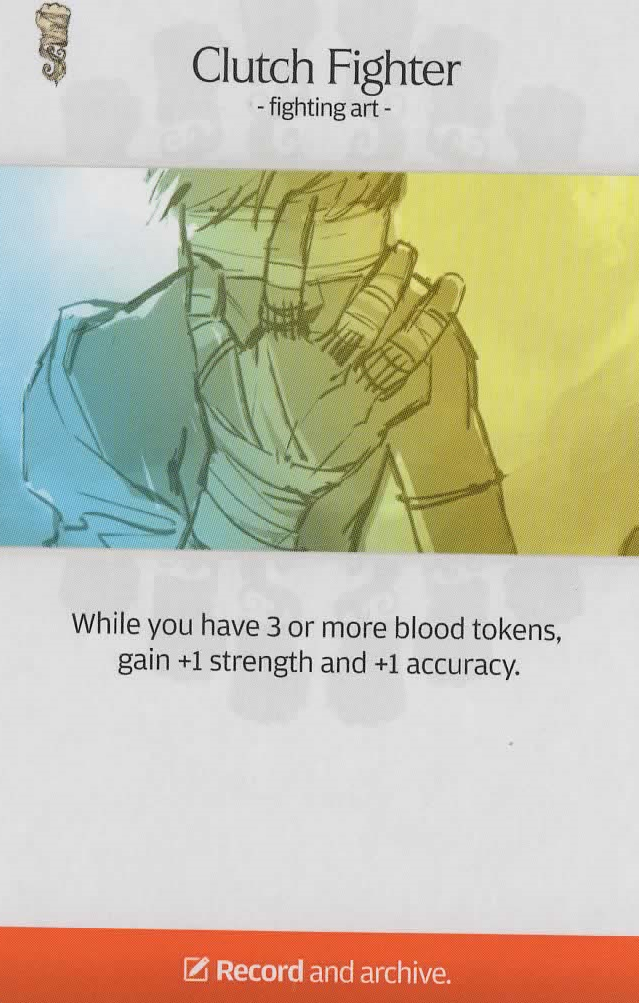 Clutch Fighter
- fighting art -
While you have 3 or more blood tokens,
gain +1 strength and +1 accuracy.
Record and archive.